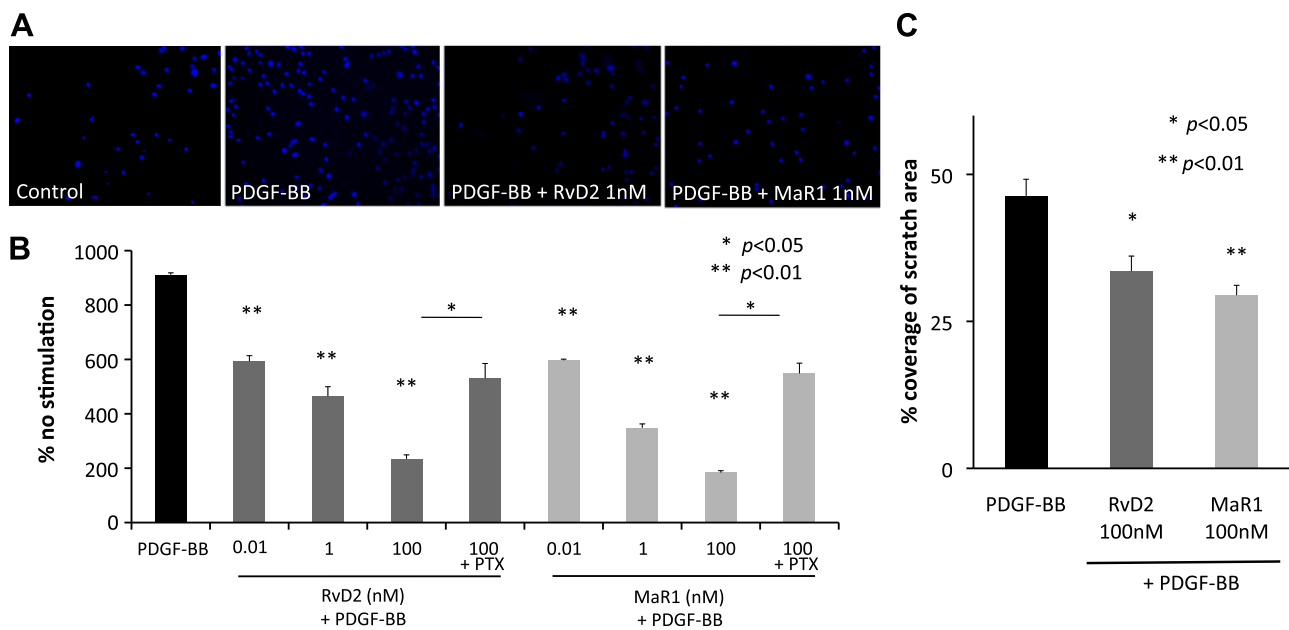 A
Control
PDGF-BB
PDGF-BB + RvD2 1nM
PDGF-BB + MaR1 1nM
B
% no stimulation
1000
800
600
400
200
0
* p<0.05
** p<0.01
**
**
**
*
**
**
**
*
PDGF-BB
0.01
1
100
100
+ PTX
0.01
1
100
100
+ PTX
RvD2 (nM)
+ PDGF-BB
MaR1 (nM)
+ PDGF-BB
C
% coverage of scratch area
50
25
0
* p<0.05
** p<0.01
*
**
PDGF-BB
RvD2
100nM
MaR1
100nM
+ PDGF-BB